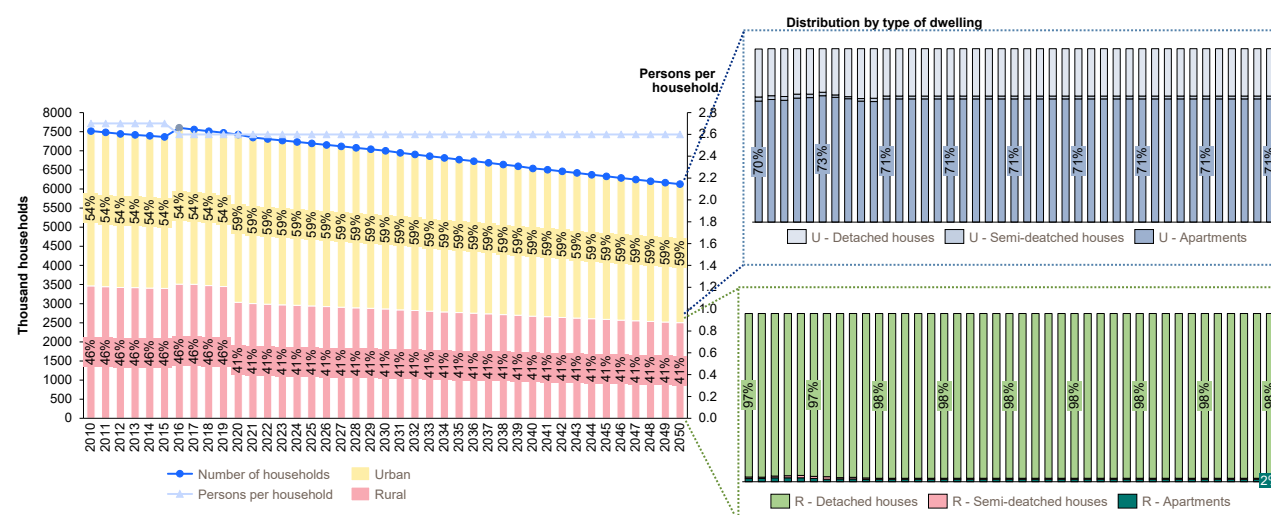 Distribution by type of dwelling
Persons per
household
Thousand households
8000
7500
7000
6500
6000
5500
5000
4500
4000
3500
3000
2500
2000
1500
1000
500
0
2.8
2.6
2.4
2.2
2.0
1.8
1.6
1.4
1.2
1.0
0.8
0.6
0.4
0.2
0.0
54% 54% 54% 54% 54% 54% 54% 54% 54% 54% 59% 59% 59% 59% 59% 59% 59% 59% 59% 59% 59% 59% 59% 59% 59% 59% 59% 59% 59% 59% 59% 59% 59% 59% 59% 59% 59% 59% 59% 59% 59%
46% 46% 46% 46% 46% 46% 46% 46% 46% 46% 41% 41% 41% 41% 41% 41% 41% 41% 41% 41% 41% 41% 41% 41% 41% 41% 41% 41% 41% 41% 41% 41% 41% 41% 41% 41% 41% 41% 41% 41% 41%
2010 2011 2012 2013 2014 2015 2016 2017 2018 2019 2020 2021 2022 2023 2024 2025 2026 2027 2028 2029 2030 2031 2032 2033 2034 2035 2036 2037 2038 2039 2040 2041 2042 2043 2044 2045 2046 2047 2048 2049 2050
Number of households
Urban
Persons per household
Rural
70% 73% 71% 71% 71% 71% 71% 71% 71%
U - Detached houses
U - Semi-deatched houses
U - Apartments
97% 97% 98% 98% 98% 98% 98% 98% 98%
2%
R - Detached houses
R - Semi-deatched houses
R - Apartments